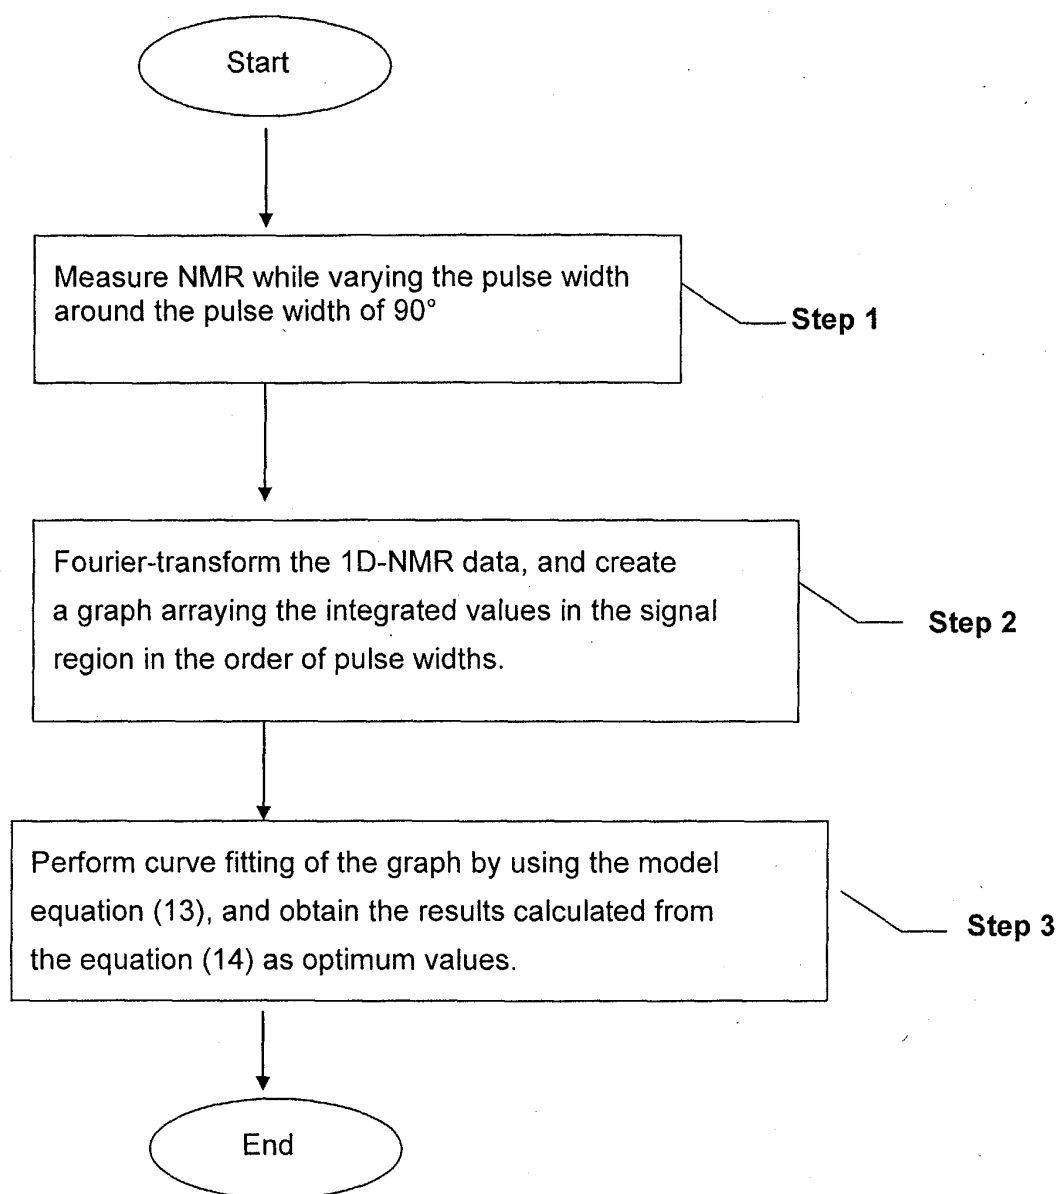 Start
Measure NMR while varying the pulse width
around the pulse width of 90°
Step 1
Fourier-transform the 1D-NMR data, and create
a graph arraying the integrated values in the signal
region in the order of pulse widths.
Step 2
Perform curve fitting of the graph by using the model
equation (13), and obtain the results calculated from
the equation (14) as optimum values.
Step 3
End